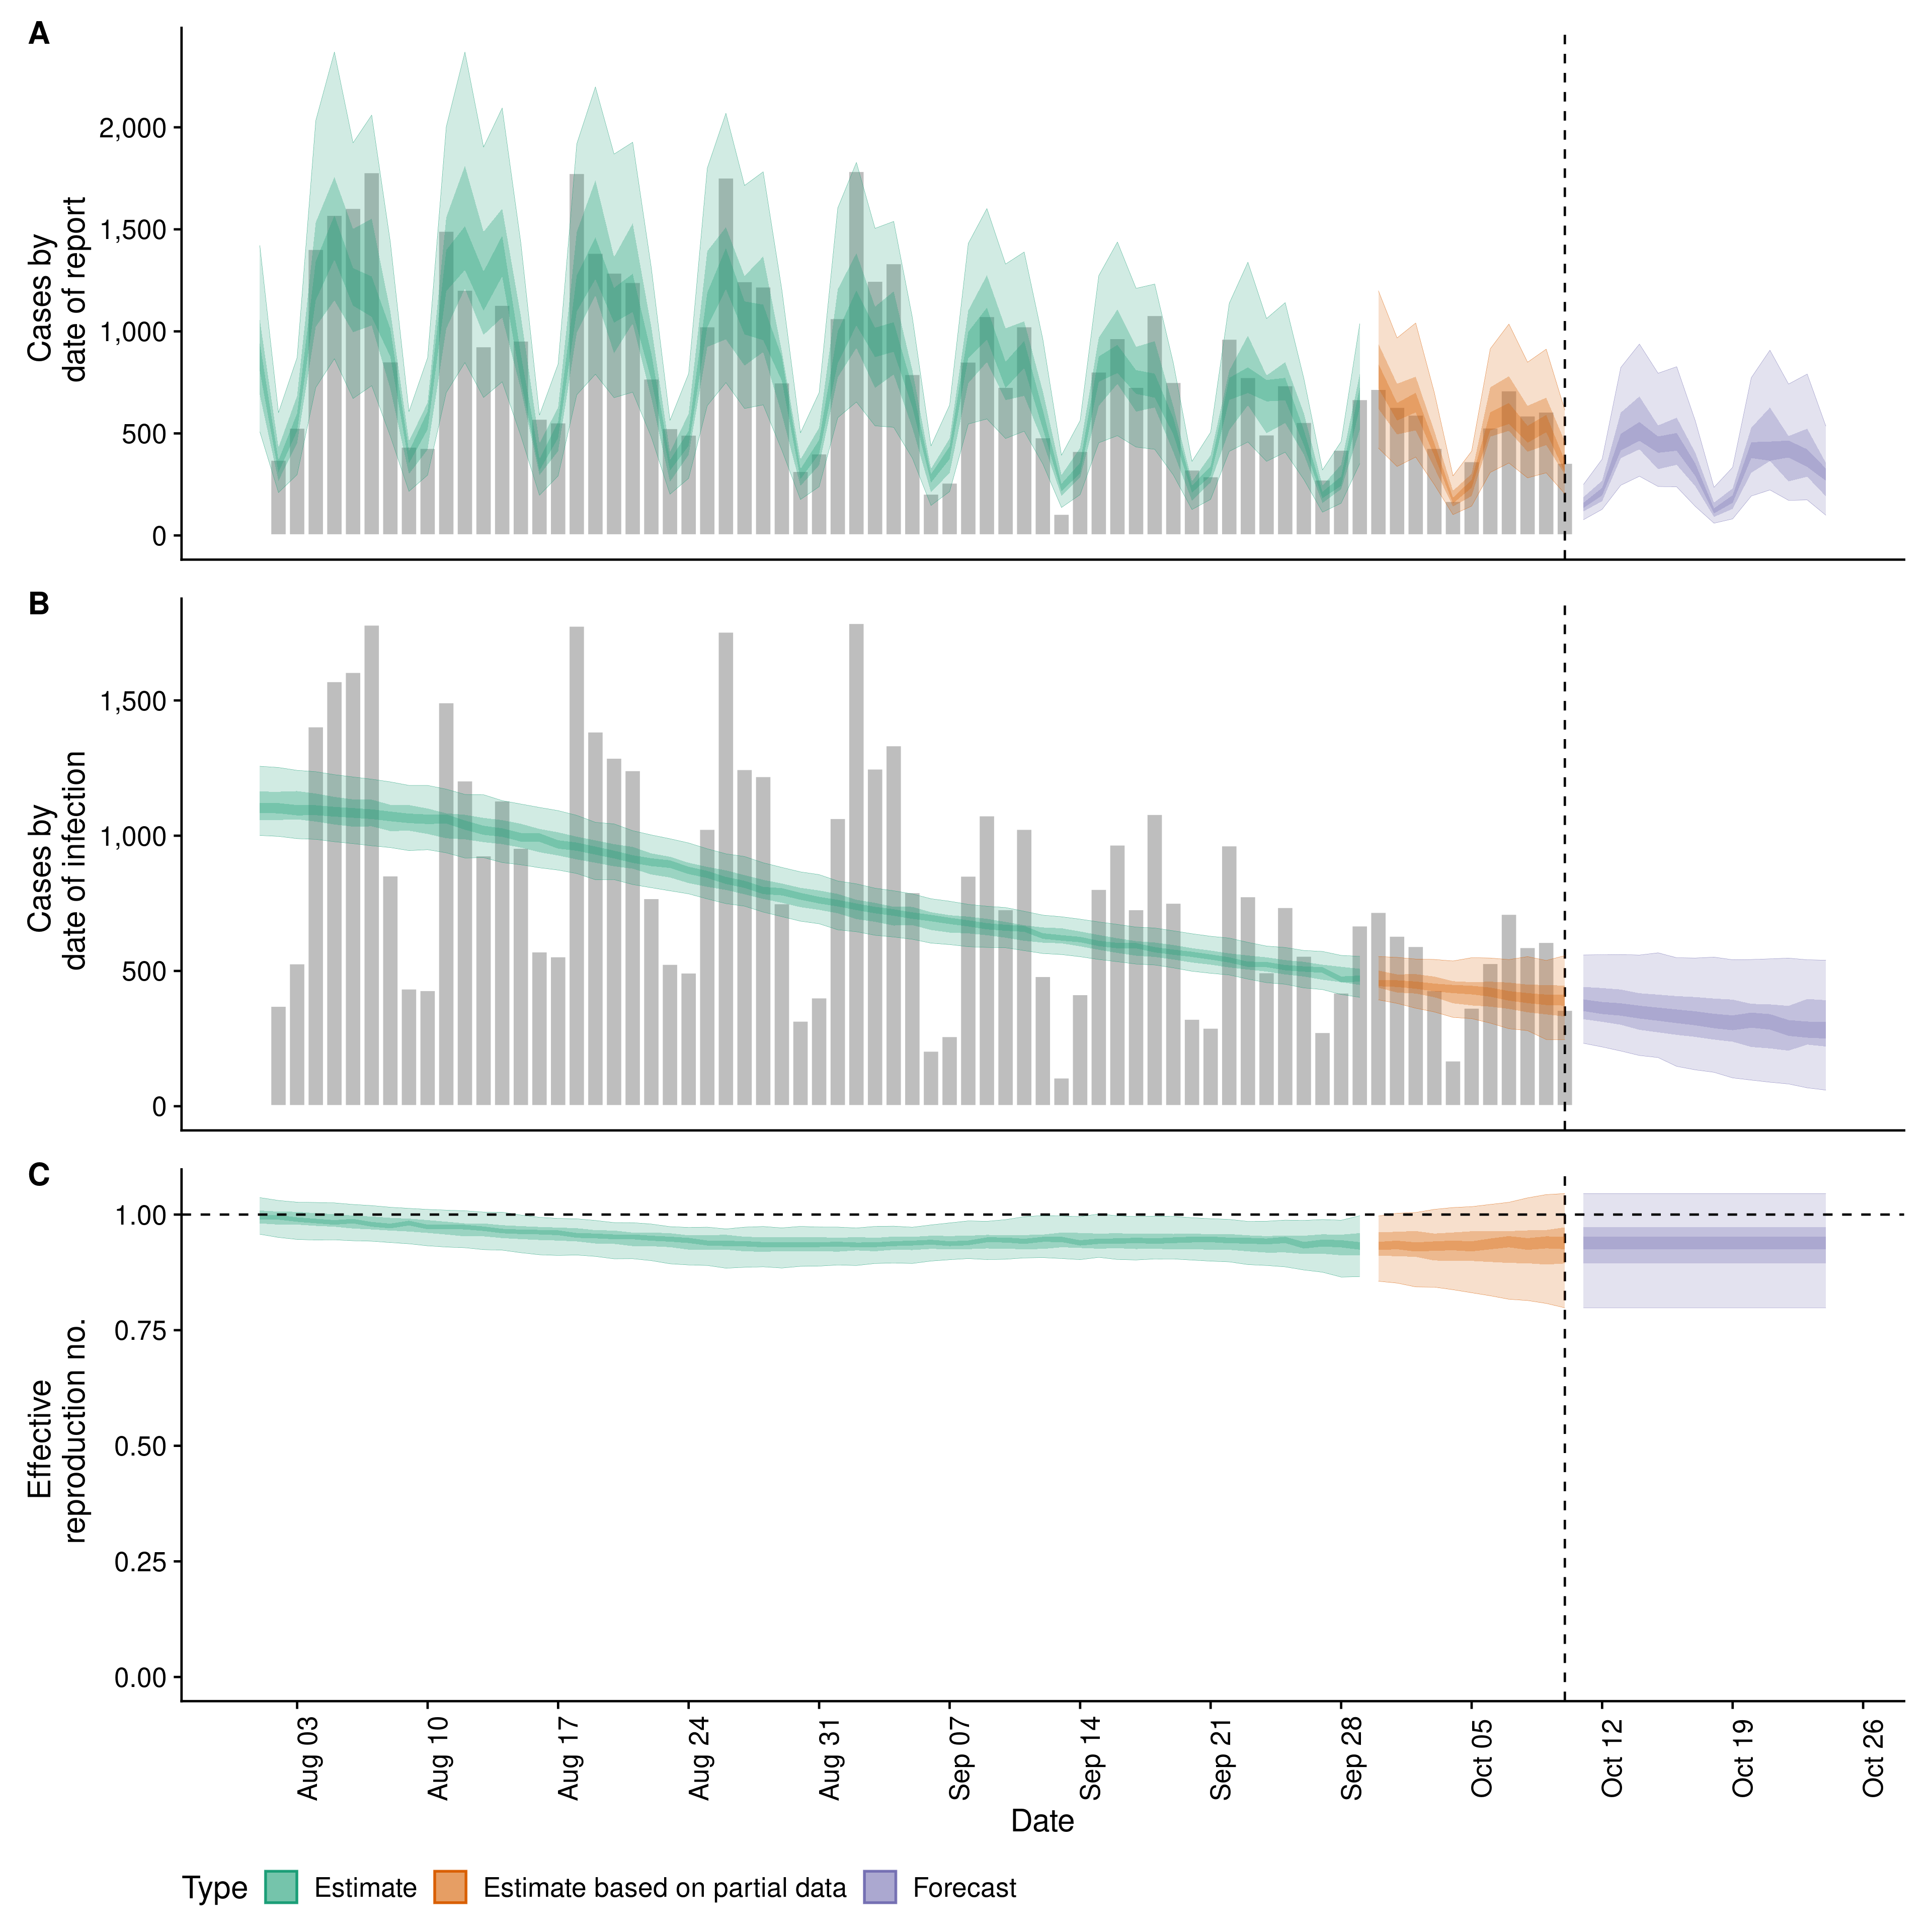 A
Cases by
date of report
2,000
1,500
1,000
500
0
B
Cases by
date of infection
1,500
1,000
500
0
C
Effective
reproduction no.
1.00
0.75
0.50
0.25
0.00
Aug 03
Aug 10
Aug 17
Aug 24
Aug 31
Sep 07
Sep 14
Sep 21
Sep 28
Oct 05
Oct 12
Oct 19
Oct 26
Date
Type Estimate Estimate based on partial data Forecast